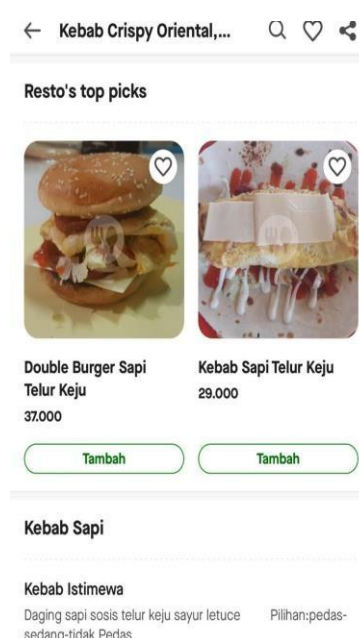 Kebab Crispy Oriental,...
Resto's top picks
Double Burger Sapi
Telur Keju
37.000
Kebab Sapi Telur Keju
29.000
Tambah
Tambah
Kebab Sapi
Kebab Istimewa
Daging sapi sosis telur keju sayur letuce Pilihan:pedas-
sedang-tidak Pedas